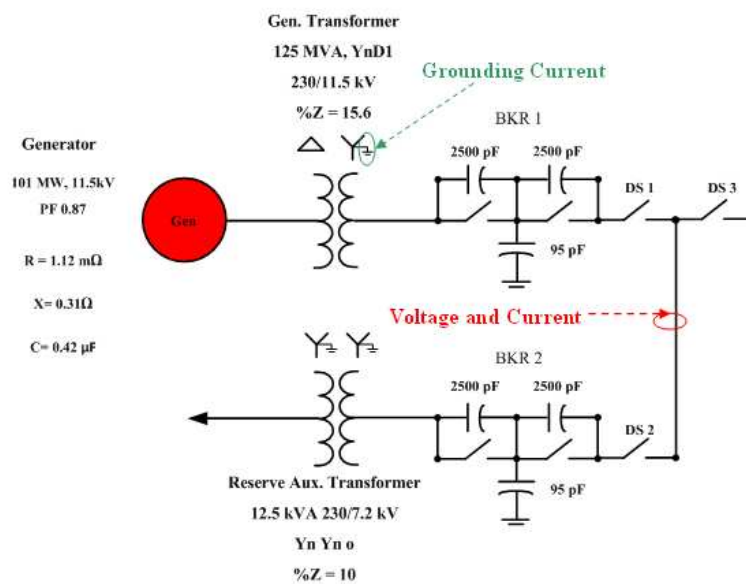 Gen. Transformer
125 MVA, YnD1
230/11.5 kV
%Z = 15.6
Grounding Current
BKR 1
2500 pF
2500 pF
DS 1
DS 3
95 pF
Generator
101 MW, 11.5kV
PF 0.87
Gen
R = 1.12 mΩ
X= 0.31Ω
C= 0.42 µF
Voltage and Current
BKR 2
2500 pF
2500 pF
DS 2
95 pF
Reserve Aux. Transformer
12.5 kVA 230/7.2 kV
Yn Yn o
%Z = 10